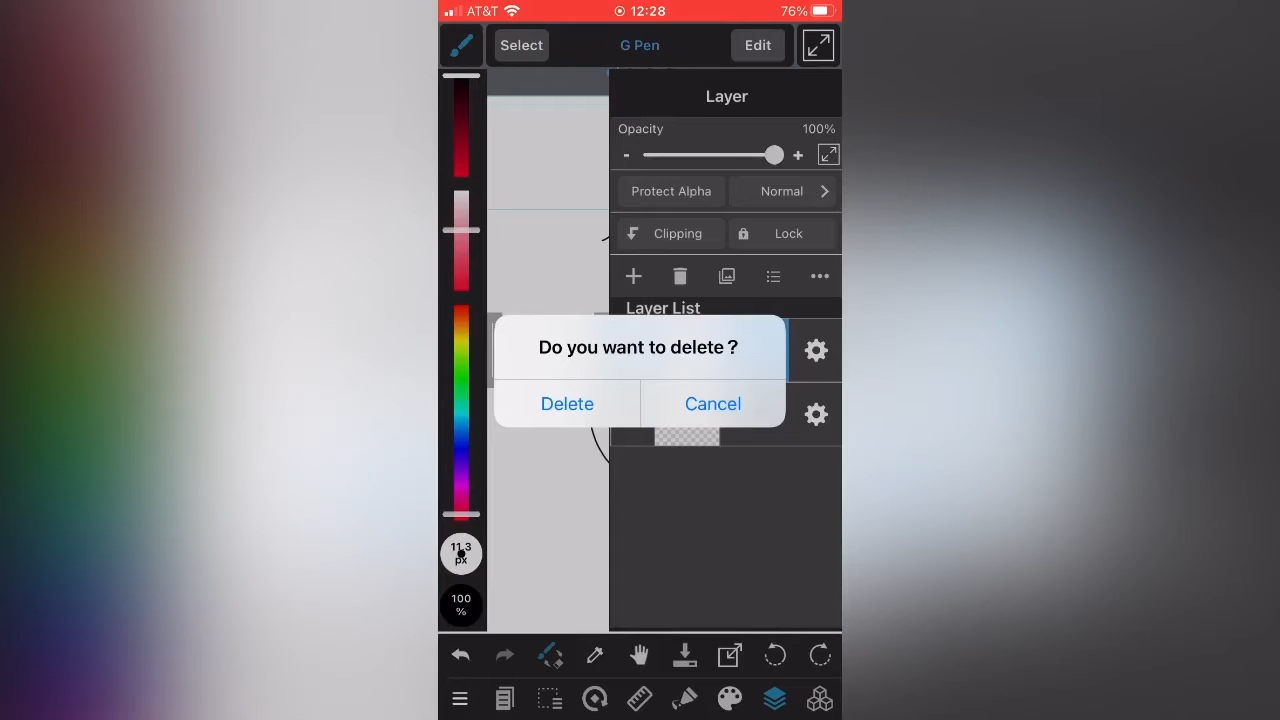 AT&T 12:28 76%
Select G Pen Edit
Layer
Opacity 100%
- +
Protect Alpha Normal
Clipping Lock
Layer List
Do you want to delete ?
Delete Cancel
11.3
px
100
%